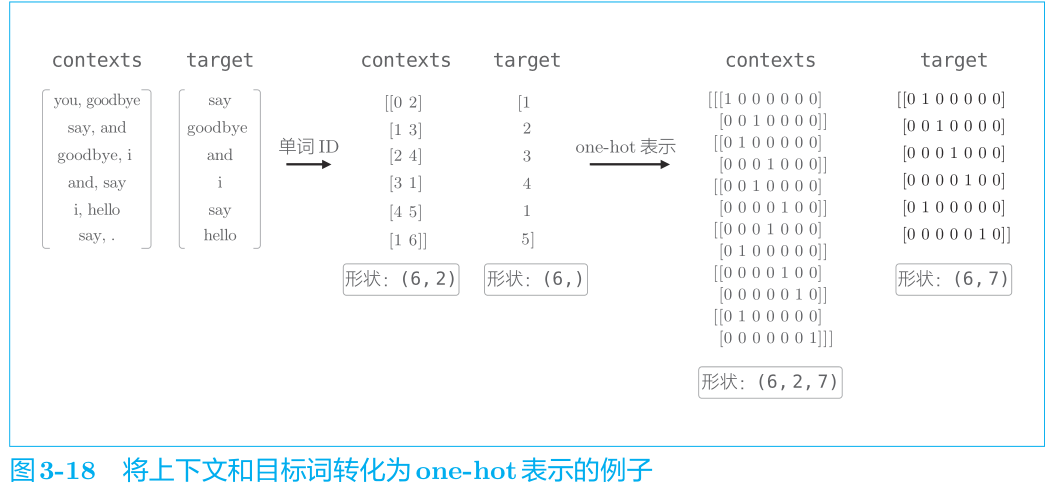 contexts target contexts target contexts target
you, goodbye say [[0 2] [1 [[[1 0 0 0 0 0 0] [[0 1 0 0 0 0 0]
say, and goodbye [1 3] 2 [0 0 1 0 0 0 0]] [0 0 1 0 0 0 0]
goodbye, i and [2 4] 3 [[0 1 0 0 0 0 0] [0 0 0 1 0 0 0]
and, say i [3 1] 4 [0 0 0 1 0 0 0]] [0 0 0 0 1 0 0]
i, hello say [4 5] 1 [[0 0 1 0 0 0 0] [0 1 0 0 0 0 0]
say, . hello [1 6]] 5] [0 0 0 0 1 0 0]] [0 0 0 0 0 1 0]]
[[0 0 0 1 0 0 0]
[0 1 0 0 0 0 0]]
[[0 0 0 0 1 0 0]
[0 0 0 0 0 1 0]]
[[0 1 0 0 0 0 0]
[0 0 0 0 0 0 1]]]
单词 ID
one-hot 表示
形状：(6, 2) 形状：(6,) 形状：(6, 7)
形状：(6, 2, 7)
图 3-18 将上下文和目标词转化为 one-hot 表示的例子